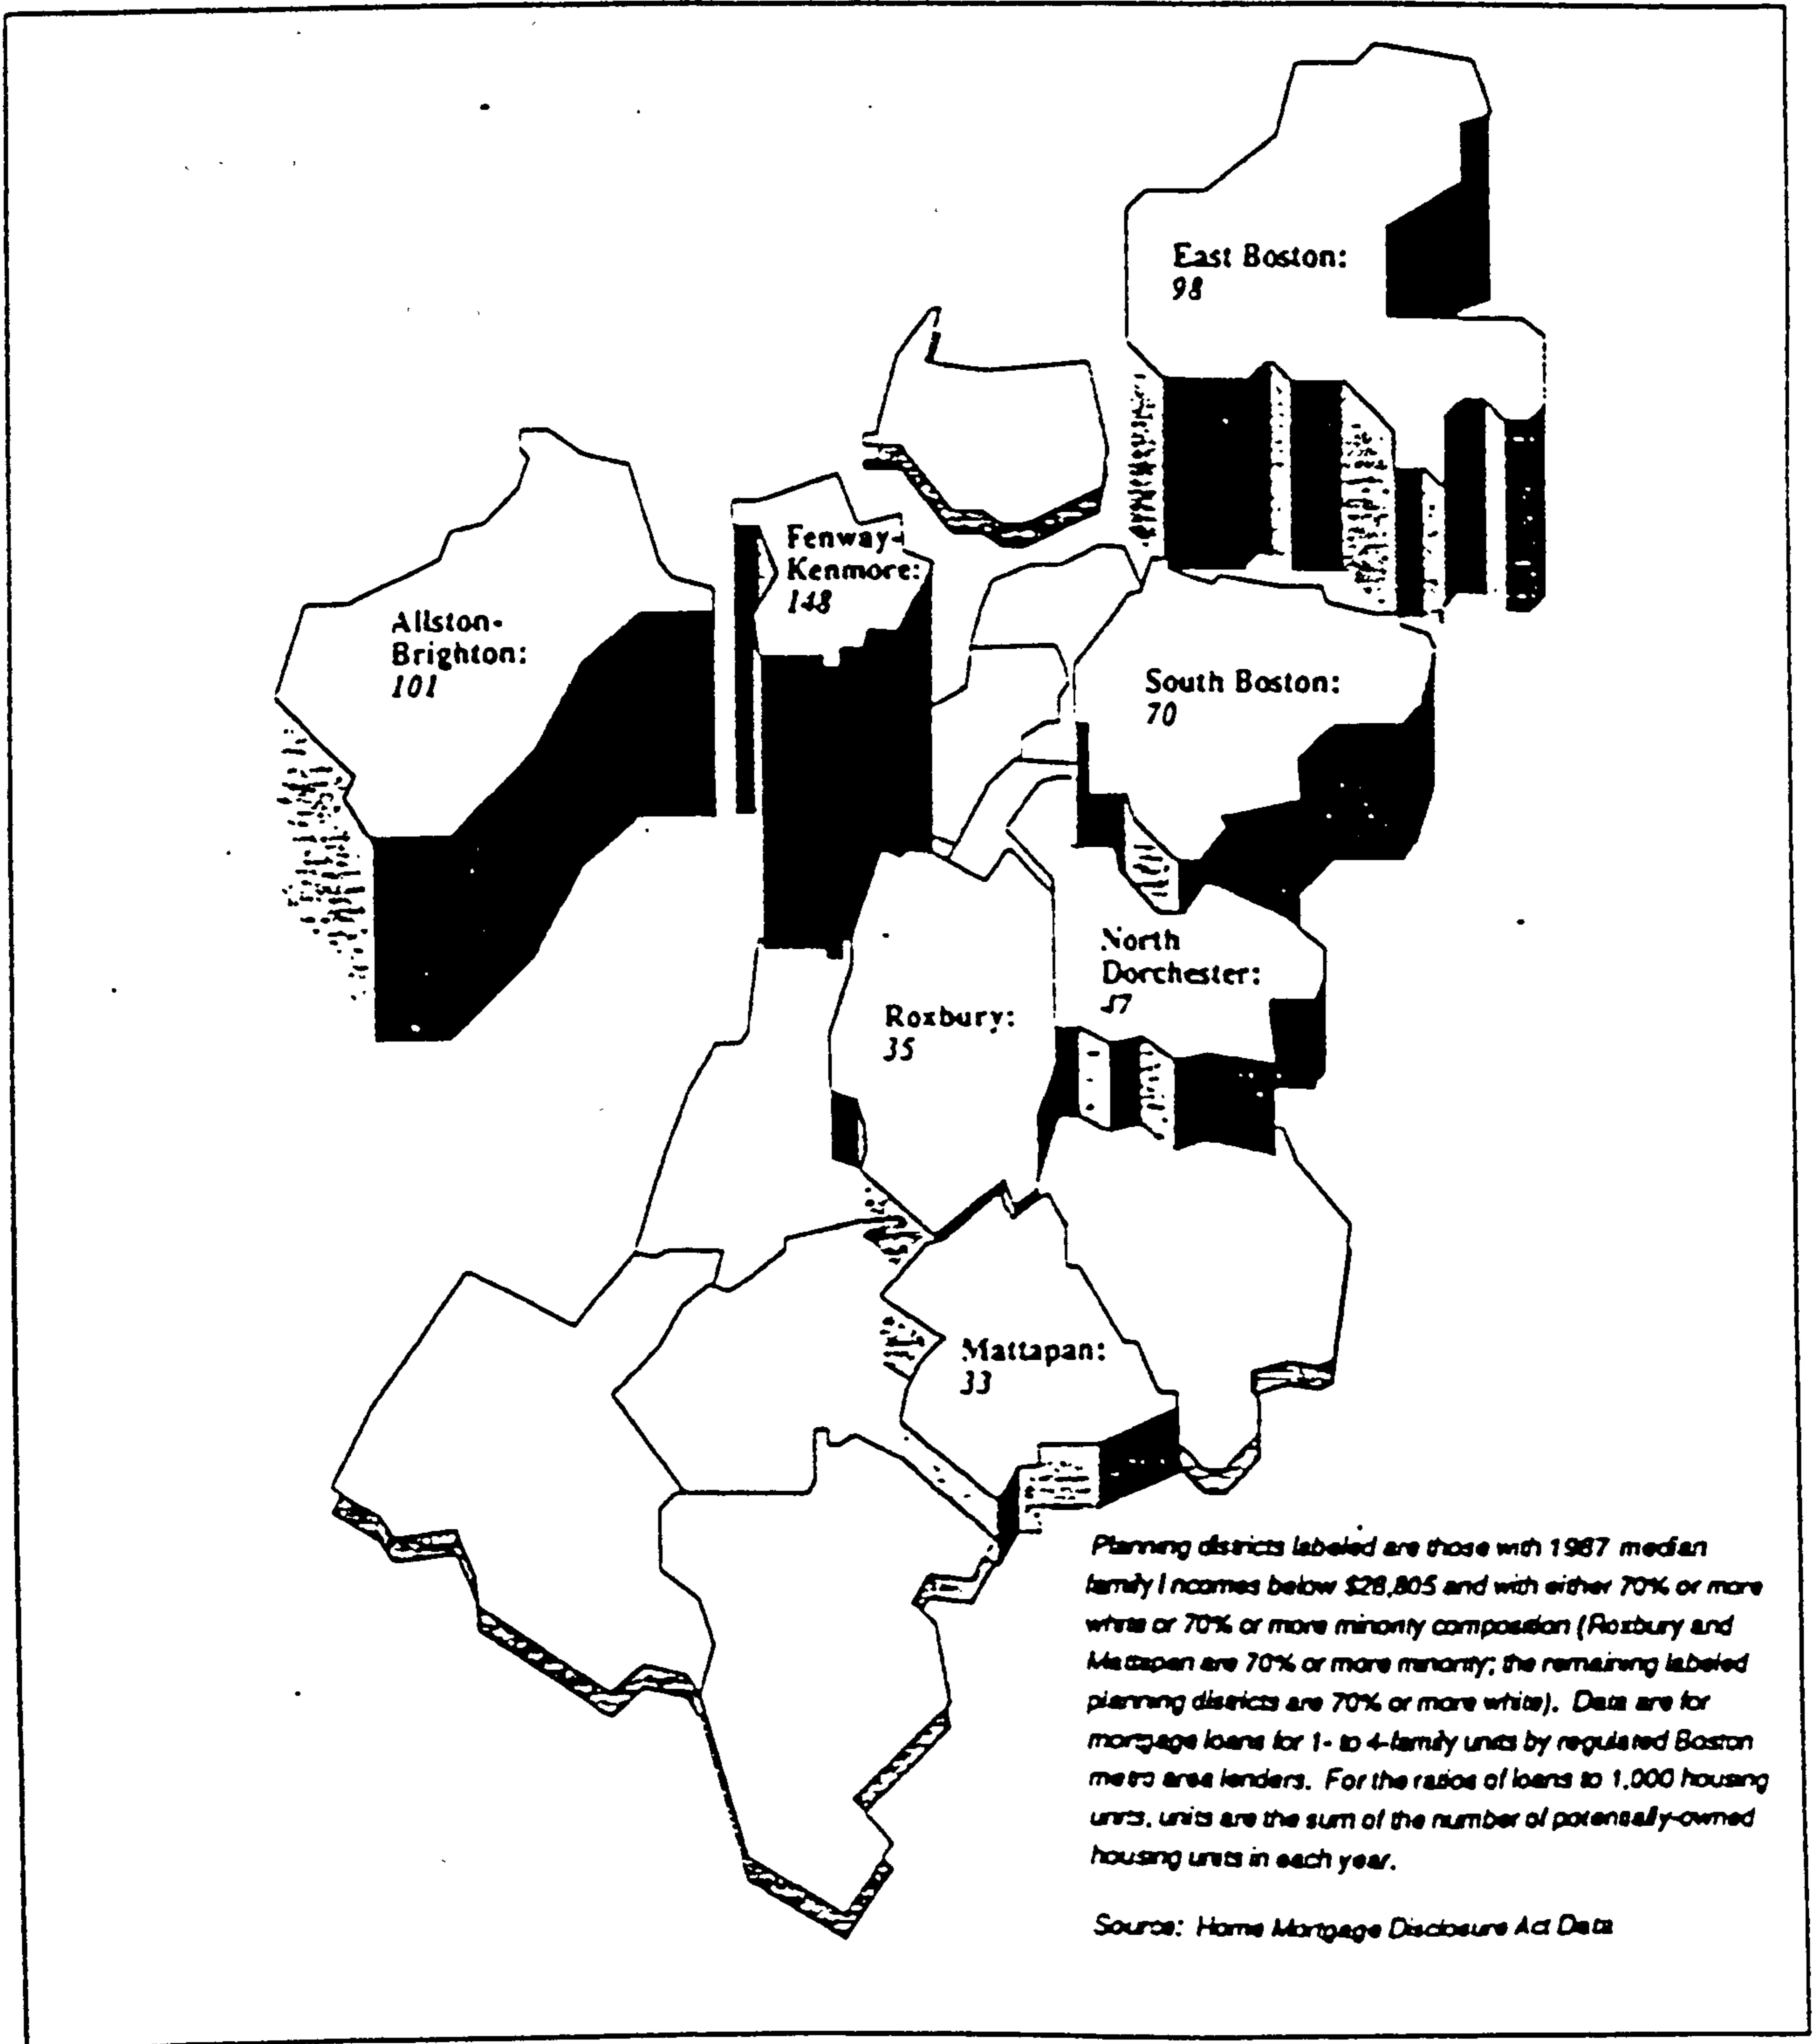 East Boston:
98
Fenway-
Kenmore:
148
Allston-
Brighton:
101
South Boston:
70
North
Dorchester:
Roxbury:
35
Mattapan:
33
Planning districts labeled are those with 1987 median
family Incomes below $28,805 and with either 70% or more
white or 70% or more minority composition (Roxbury and
Mattapan are 70% or more minority; the remaining labeled
planning districts are 70% or more white). Data are for
mortgage loans for 1- to 4-family units by regulated Boston
metro area lenders. For the ratios of loans to 1,000 housing
units, units are the sum of the number of potentially-owned
housing units in each year.
Source: Home Mortgage Disclosure Act Data